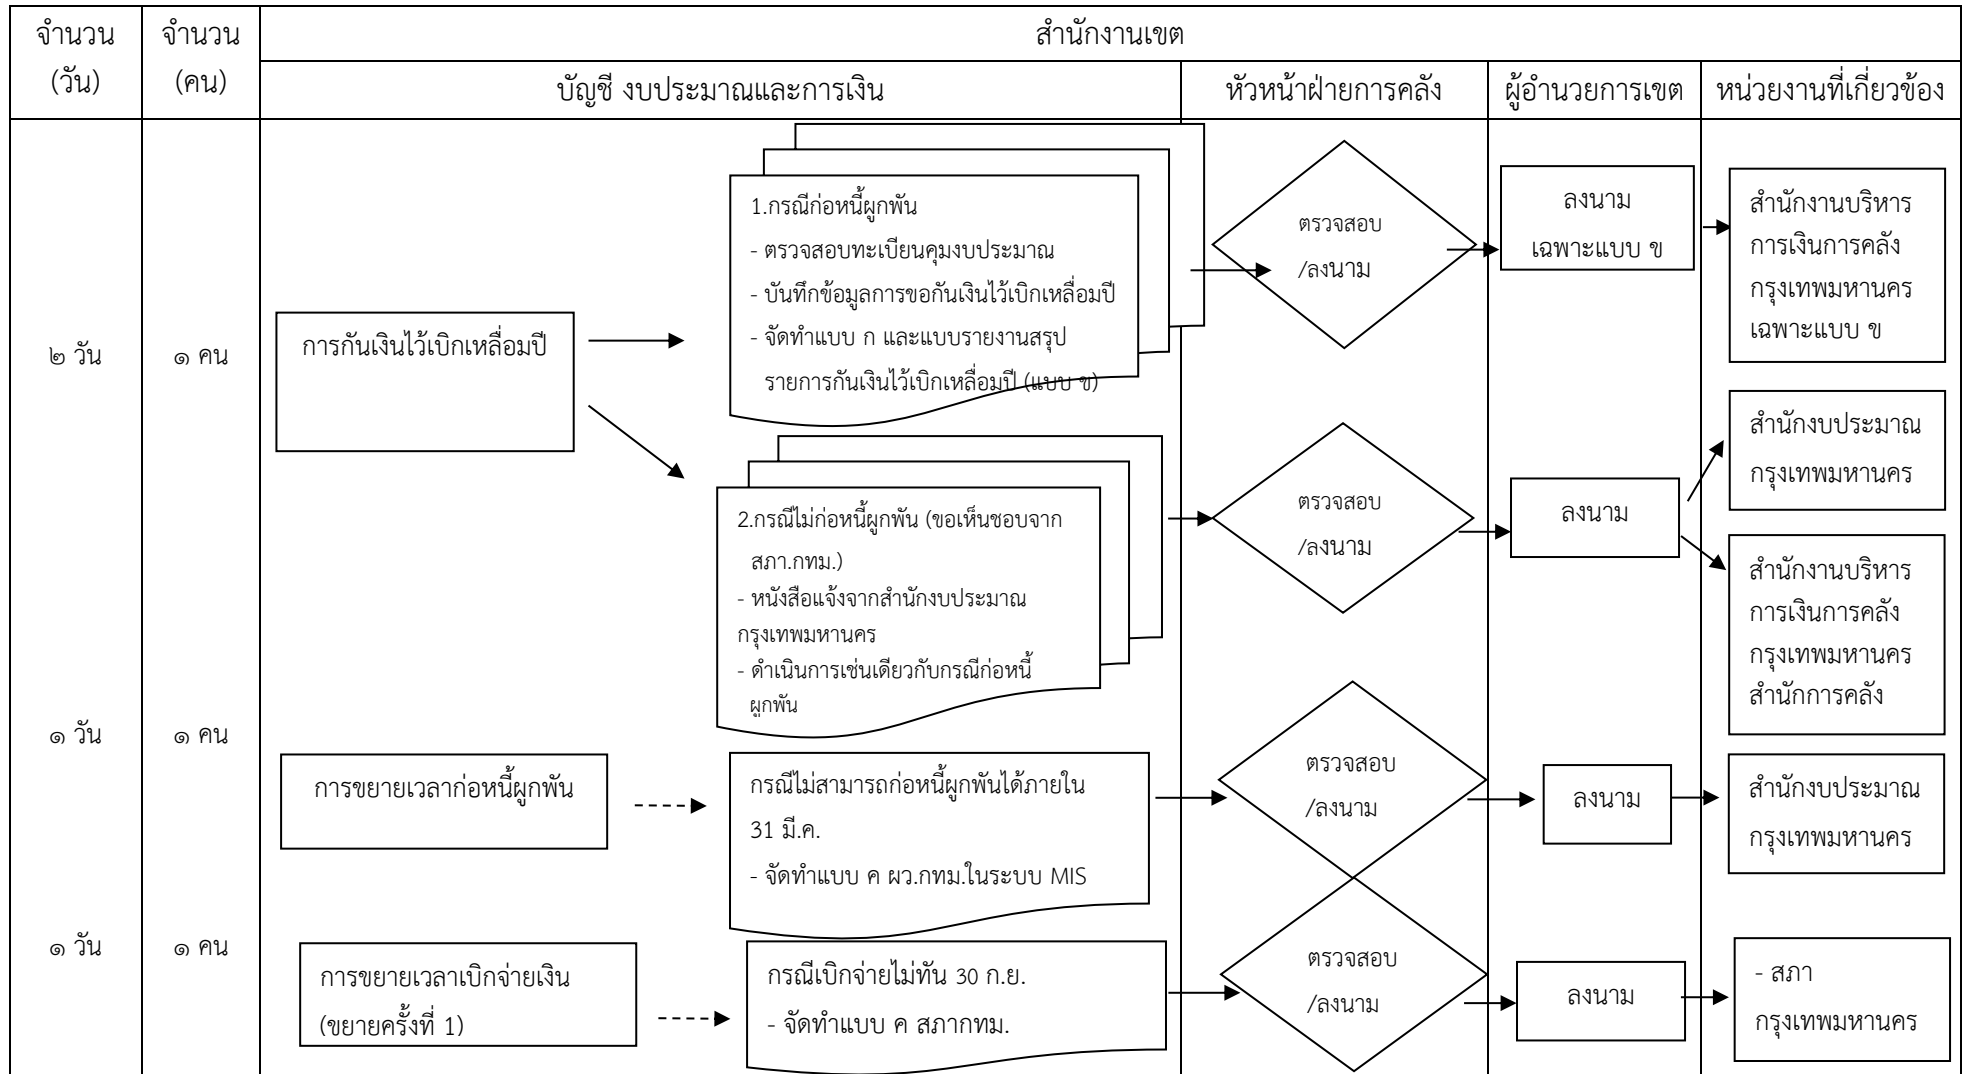 จำนวน
(วัน)
จำนวน
(คน)
สำนักงานเขต
บัญชี งบประมาณและการเงิน
หัวหน้าฝ่ายการคลัง
ผู้อำนวยการเขต
หน่วยงานที่เกี่ยวข้อง
๒ วัน
๑ คน
การกันเงินไว้เบิกเหลื่อมปี
1.กรณีก่อหนี้ผูกพัน
- ตรวจสอบทะเบียนคุมงบประมาณ
- บันทึกข้อมูลการขอกันเงินไว้เบิกเหลื่อมปี
- จัดทำแบบ ก และแบบรายงานสรุป
รายการกันเงินไว้เบิกเหลื่อมปี (แบบ ข)
ตรวจสอบ
/ลงนาม
ลงนาม
เฉพาะแบบ ข
สำนักงานบริหาร
การเงินการคลัง
กรุงเทพมหานคร
เฉพาะแบบ ข
2.กรณีไม่ก่อหนี้ผูกพัน (ขอเห็นชอบจาก
สภา.กทม.)
- หนังสือแจ้งจากสำนักงบประมาณ
กรุงเทพมหานคร
- ดำเนินการเช่นเดียวกับกรณีก่อหนี้
ผูกพัน
ตรวจสอบ
/ลงนาม
ลงนาม
สำนักงบประมาณ
กรุงเทพมหานคร
สำนักงานบริหาร
การเงินการคลัง
กรุงเทพมหานคร
สำนักการคลัง
๑ วัน
๑ คน
การขยายเวลาก่อหนี้ผูกพัน
กรณีไม่สามารถก่อหนี้ผูกพันได้ภายใน
31 มี.ค.
- จัดทำแบบ ค ผว.กทม.ในระบบ MIS
ตรวจสอบ
/ลงนาม
ลงนาม
สำนักงบประมาณ
กรุงเทพมหานคร
๑ วัน
๑ คน
การขยายเวลาเบิกจ่ายเงิน
(ขยายครั้งที่ 1)
กรณีเบิกจ่ายไม่ทัน 30 ก.ย.
- จัดทำแบบ ค สภากทม.
ตรวจสอบ
/ลงนาม
ลงนาม
- สภา
กรุงเทพมหานคร